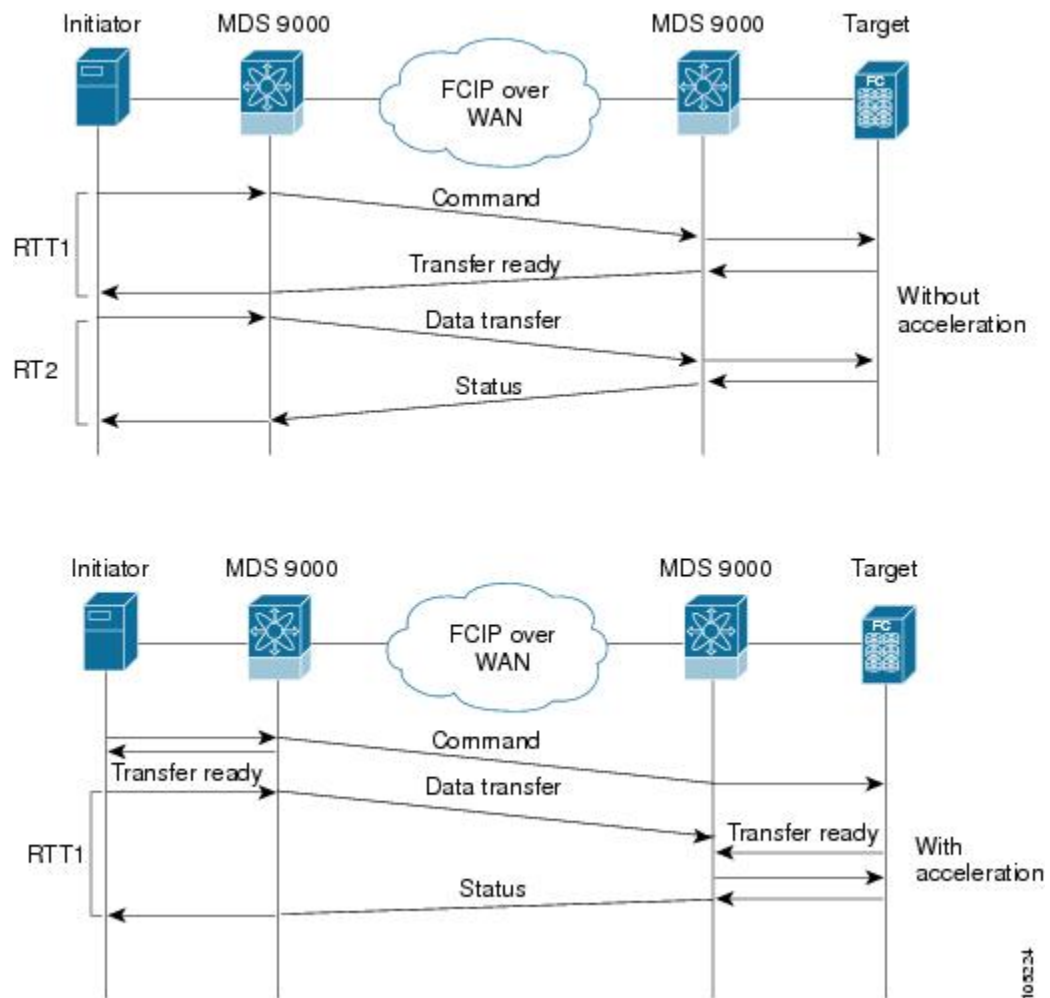 Initiator
MDS 9000
MDS 9000
Target
FCIP over
WAN
FC
Command
RTT1
Transfer ready
Without
acceleration
Data transfer
RT2
Status
Initiator
MDS 9000
MDS 9000
Target
FCIP over
WAN
FC
Command
Transfer ready
Data transfer
Transfer ready
RTT1
With
acceleration
Status
105224